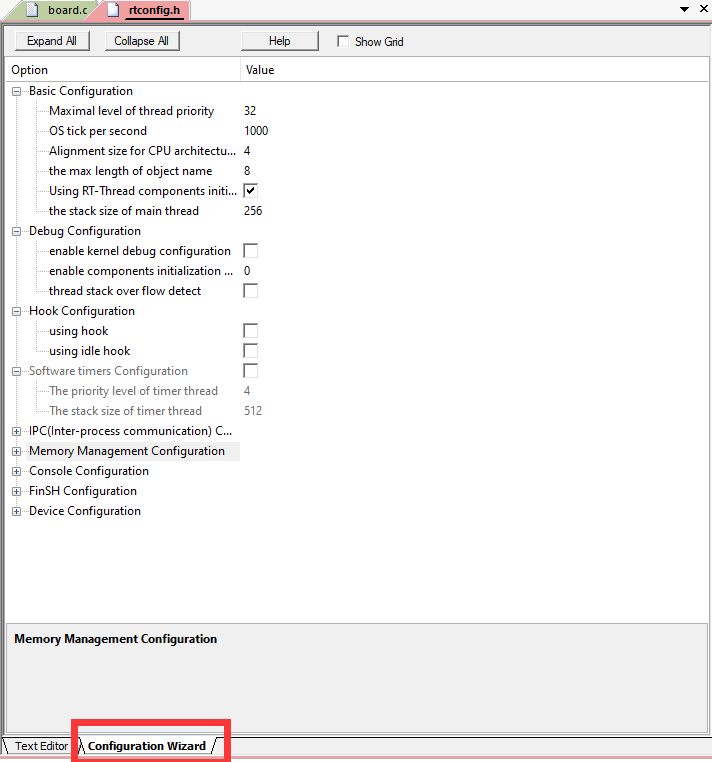 board.c rtconfig.h
Expand All Collapse All Help Show Grid
Option Value
Basic Configuration
Maximal level of thread priority 32
OS tick per second 1000
Alignment size for CPU architectu... 4
the max length of object name 8
Using RT-Thread components initi...
the stack size of main thread 256
Debug Configuration
enable kernel debug configuration
enable components initialization ... 0
thread stack over flow detect
Hook Configuration
using hook
using idle hook
Software timers Configuration
The priority level of timer thread 4
The stack size of timer thread 512
IPC(Inter-process communication) C...
Memory Management Configuration
Console Configuration
FinSH Configuration
Device Configuration
Memory Management Configuration
Text Editor Configuration Wizard